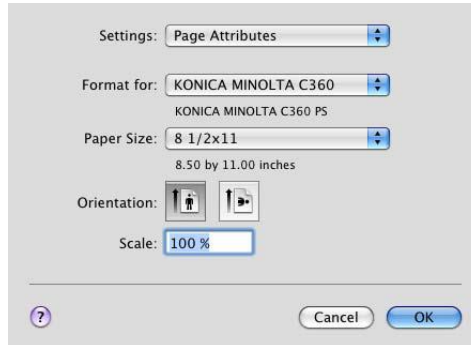 Settings: Page Attributes
Format for: KONICA MINOLTA C360
KONICA MINOLTA C360 PS
Paper Size: 8 1/2x11
8.50 by 11.00 inches
Orientation:
Scale: 100 %
? Cancel OK